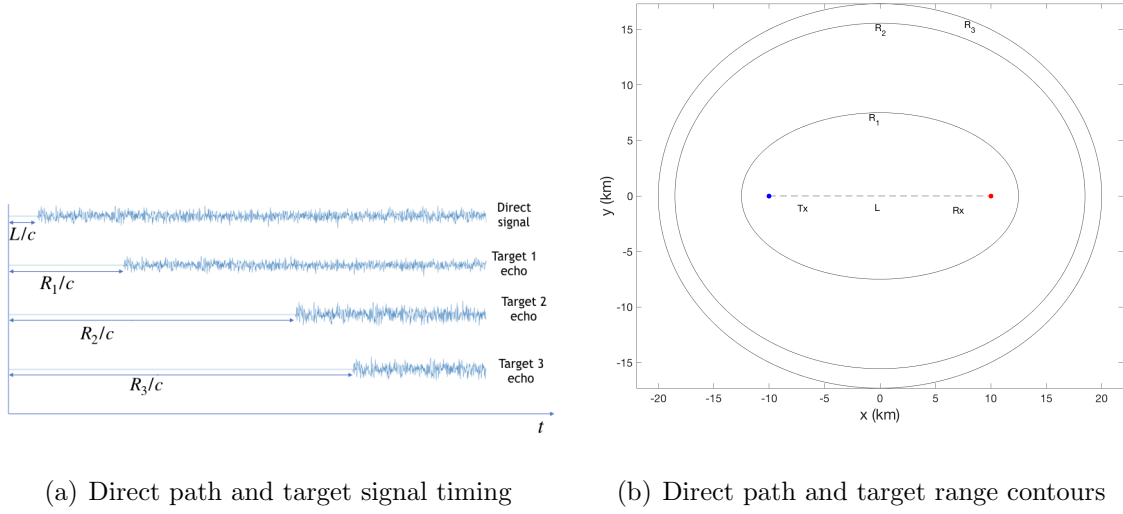 Direct
signal
L/c
Target 1
echo
R₁/c
Target 2
echo
R₂/c
Target 3
echo
R₃/c
t
(a) Direct path and target signal timing
15
10
5
0
-5
-10
-15
y (km)
R₂
R₃
R₁
Tx
L
Rx
-20 -15 -10 -5 0 5 10 15 20
x (km)
(b) Direct path and target range contours